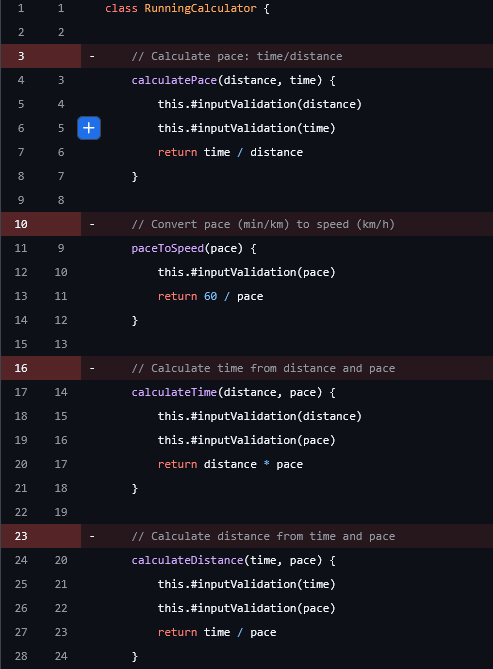 1 1 class RunningCalculator {
2 2
3 - // Calculate pace: time/distance
4 3 calculatePace(distance, time) {
5 4 this.#inputValidation(distance)
6 5 + this.#inputValidation(time)
7 6 return time / distance
8 7 }
9 8
10 - // Convert pace (min/km) to speed (km/h)
11 9 paceToSpeed(pace) {
12 10 this.#inputValidation(pace)
13 11 return 60 / pace
14 12 }
15 13
16 - // Calculate time from distance and pace
17 14 calculateTime(distance, pace) {
18 15 this.#inputValidation(distance)
19 16 this.#inputValidation(pace)
20 17 return distance * pace
21 18 }
22 19
23 - // Calculate distance from time and pace
24 20 calculateDistance(time, pace) {
25 21 this.#inputValidation(time)
26 22 this.#inputValidation(pace)
27 23 return time / pace
28 24 }